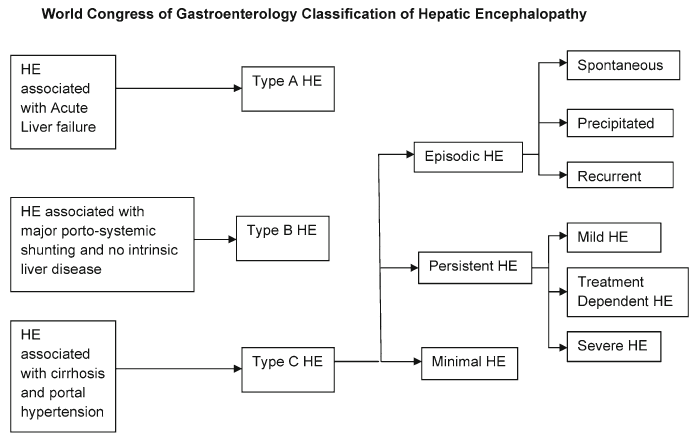 World Congress of Gastroenterology Classification of Hepatic Encephalopathy
HE
associated
with Acute
Liver failure
Type A HE
HE associated with
major porto-systemic
shunting and no intrinsic
liver disease
Type B HE
HE
associated
with cirrhosis
and portal
hypertension
Type C HE
Episodic HE
Spontaneous
Precipitated
Recurrent
Persistent HE
Mild HE
Treatment
Dependent HE
Severe HE
Minimal HE